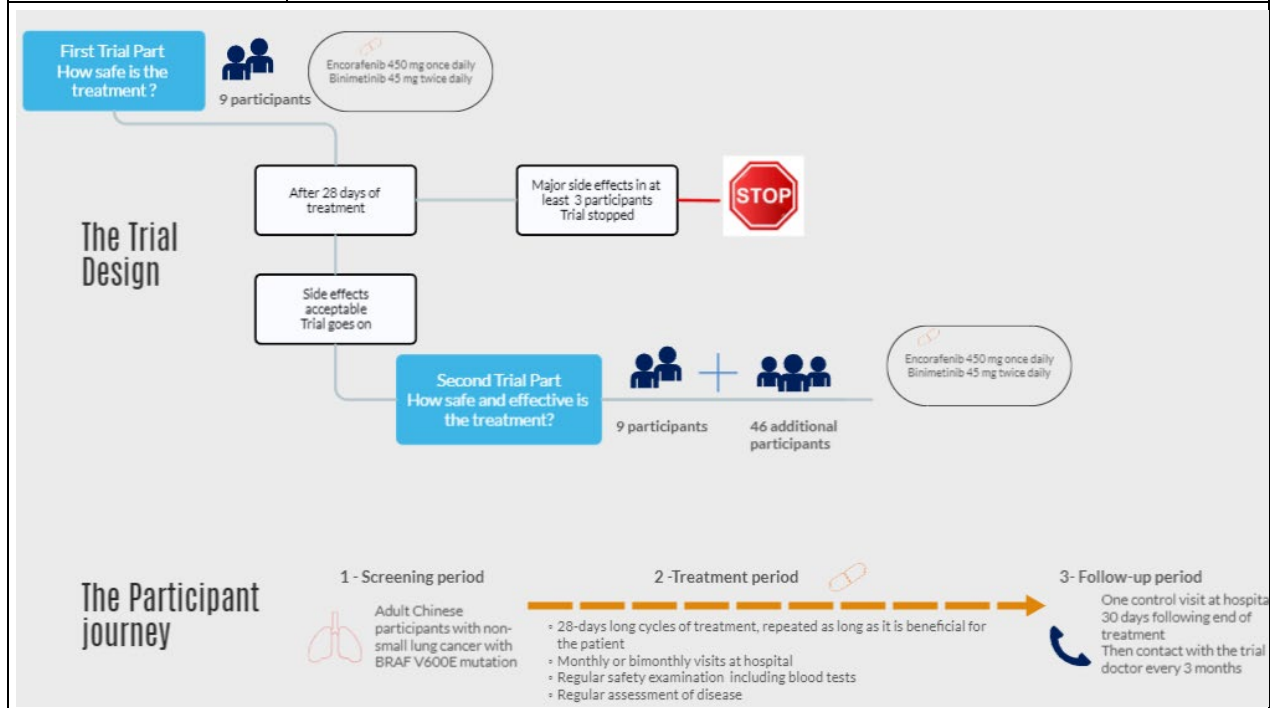 First Trial Part
How safe is the
treatment ?
9 participants
Encorafenib 450 mg once daily
Binimetinib 45 mg twice daily
The Trial
Design
After 28 days of
treatment
Major side effects in at
least 3 participants
Trial stopped
STOP
Side effects
acceptable
Trial goes on
Second Trial Part
How safe and effective is
the treatment?
9 participants
46 additional
participants
Encorafenib 450 mg once daily
Binimetinib 45 mg twice daily
The Participant
journey
1 - Screening period
Adult Chinese
participants with non-
small lung cancer with
BRAF V600E mutation
2 -Treatment period
◦ 28-days long cycles of treatment, repeated as long as it is beneficial for
the patient
◦ Monthly or bimonthly visits at hospital
◦ Regular safety examination including blood tests
◦ Regular assessment of disease
3- Follow-up period
One control visit at hospita
30 days following end of
treatment
Then contact with the trial
doctor every 3 months